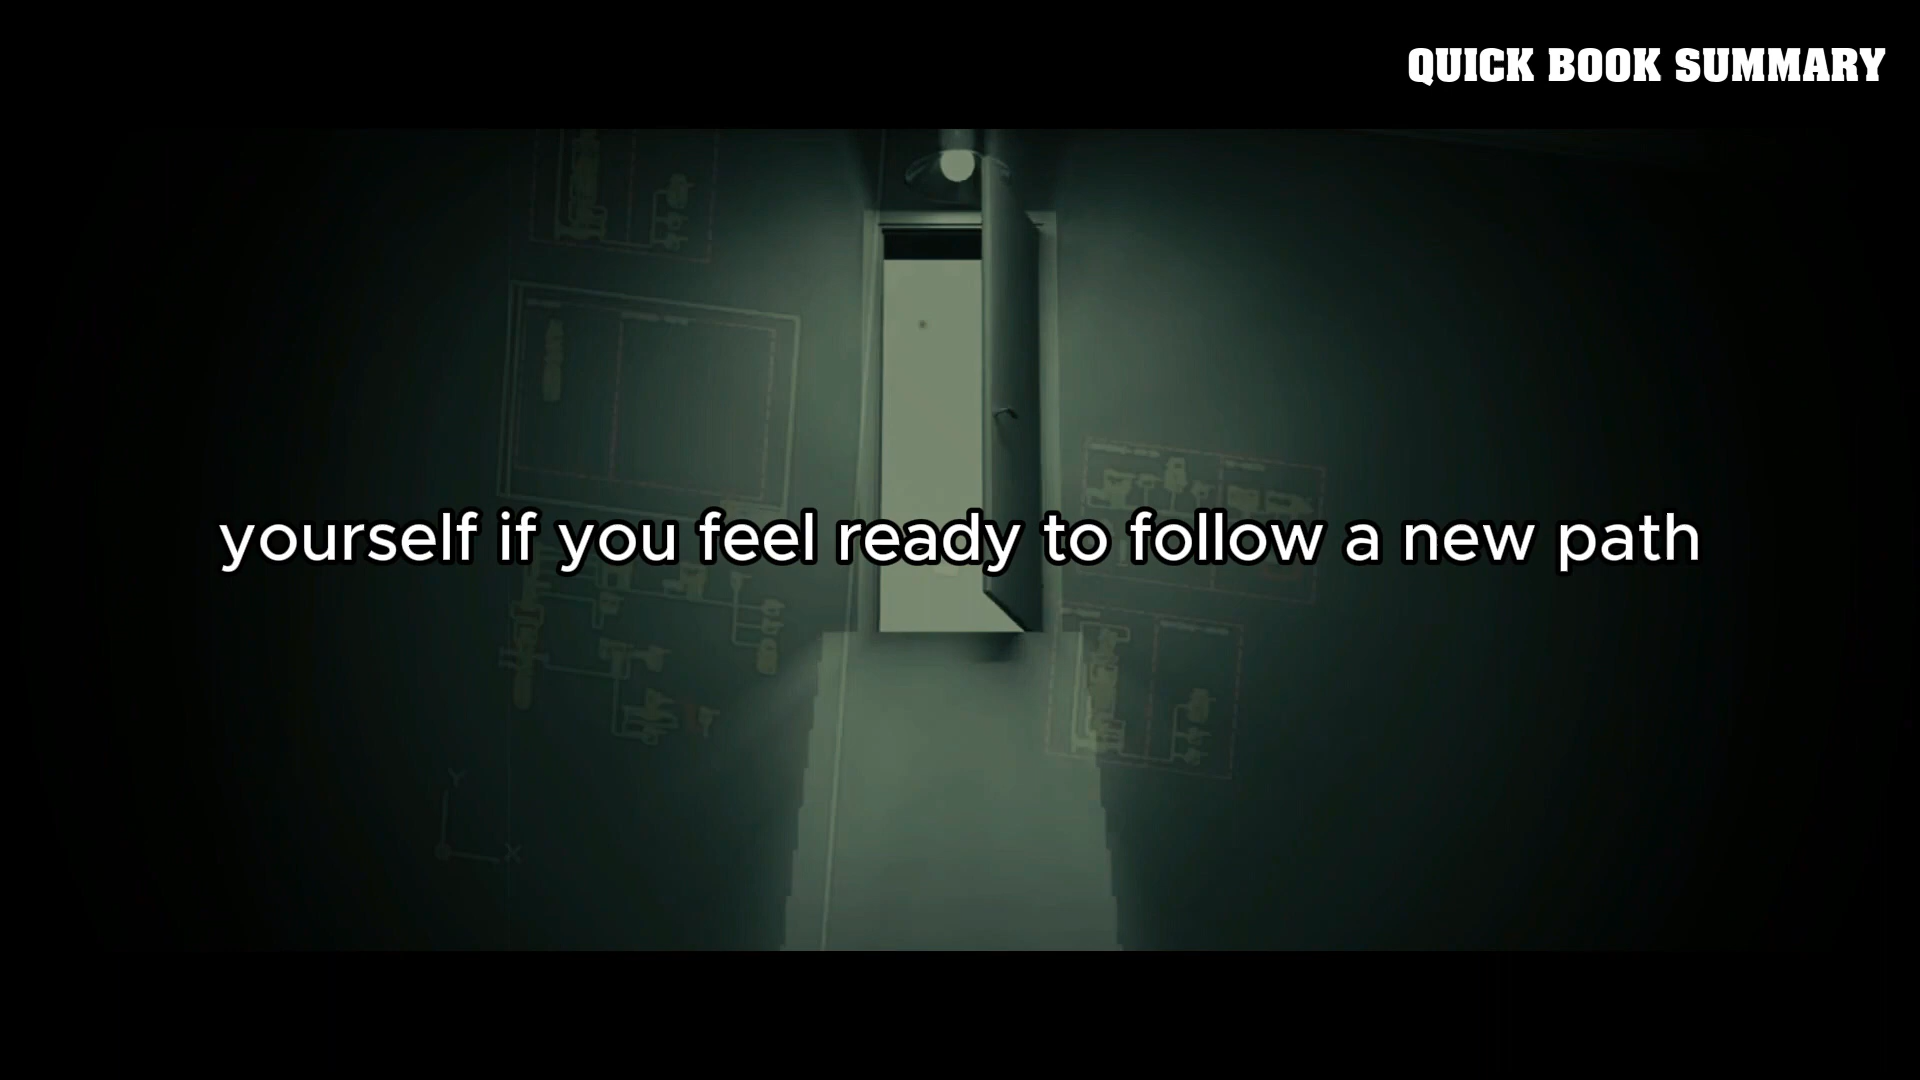 QUICK BOOK SUMMARY
yourself if you feel ready to follow a new path
Y
X